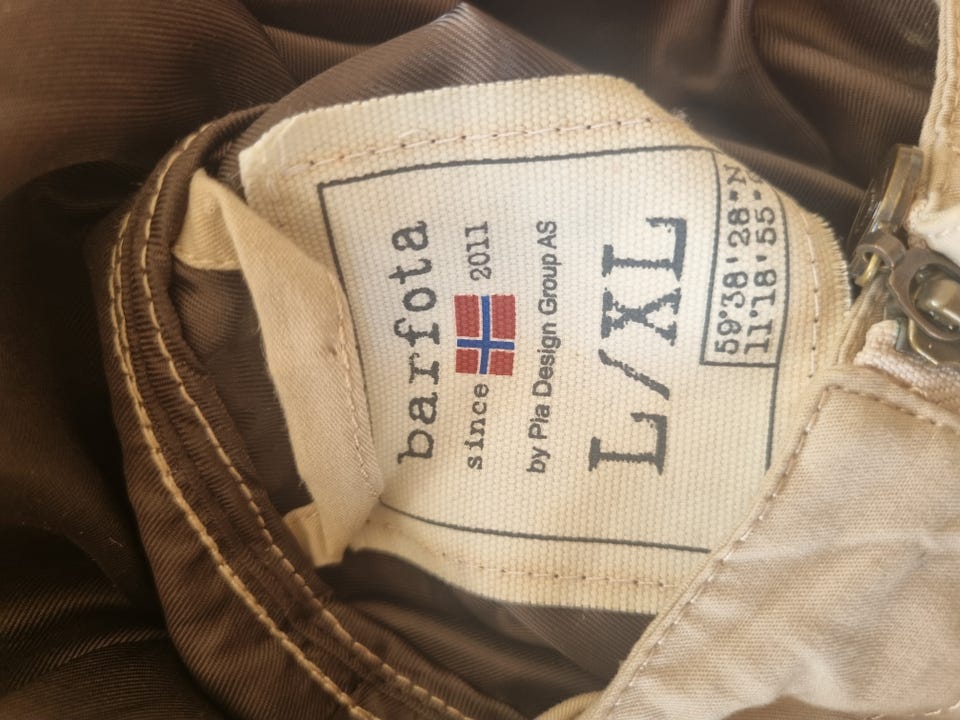 barfota
since 2011
by Pia Design Group AS
L/XL
59°38'28"N
11°18'55"